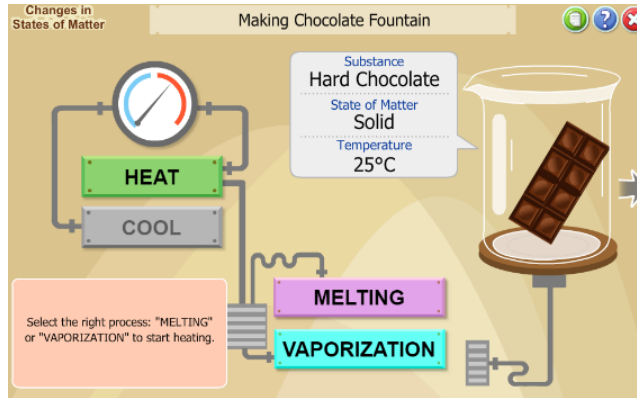 Changes in
States of Matter
Making Chocolate Fountain
?
Substance
Hard Chocolate
State of Matter
Solid
Temperature
25°C
HEAT
COOL
MELTING
VAPORIZATION
Select the right process: "MELTING"
or "VAPORIZATION" to start heating.